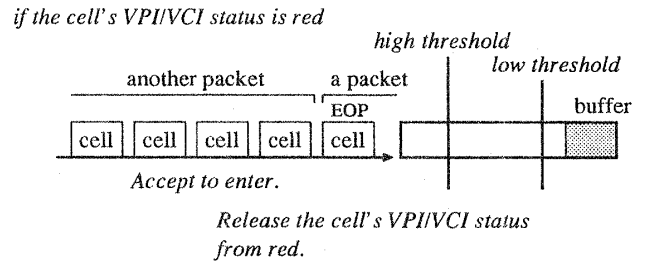 if the cell's VPI/VCI status is red
high threshold
low threshold
another packet
a packet
EOP
buffer
cell cell cell cell cell
Accept to enter.
Release the cell's VPI/VCI status
from red.